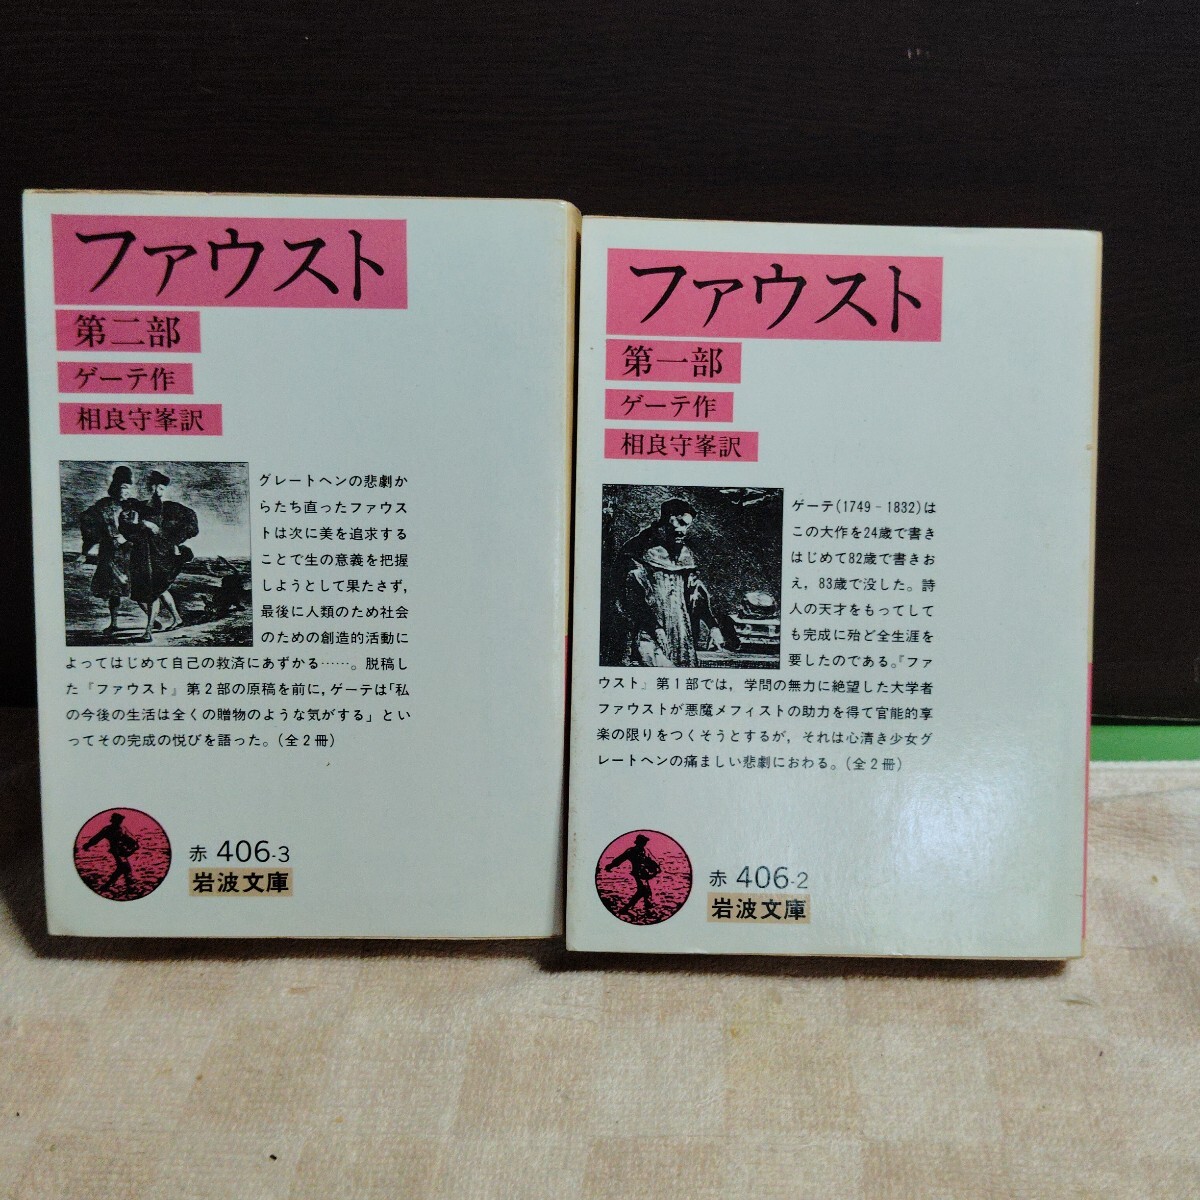 ファウスト
第二部
ゲーテ作
相良守峯訳
グレートヘンの悲劇か
らたち直ったファウス
トは次に美を追求する
ことで生の意義を把握
しようとして果たさず,
最後に人類のため社会
のための創造的活動に
よってはじめて自己の救済にあずかる……。脱稿し
た『ファウスト』第2部の原稿を前に,ゲーテは「私
の今後の生活は全くの贈物のような気がする」とい
ってその完成の悦びを語った。(全2冊)
赤 406-3
岩波文庫
ファウスト
第一部
ゲーテ作
相良守峯訳
ゲーテ(1749-1832)は
この大作を24歳で書き
はじめて82歳で書きお
え,83歳で没した。詩
人の天才をもってして
も完成に殆ど全生涯を
要したのである。『ファ
ウスト』第1部では,学問の無力に絶望した大学者
ファウストが悪魔メフィストの助力を得て官能的享
楽の限りをつくそうとするが,それは心清き少女グ
レートヘンの痛ましい悲劇におわる。(全2冊)
赤 406-2
岩波文庫